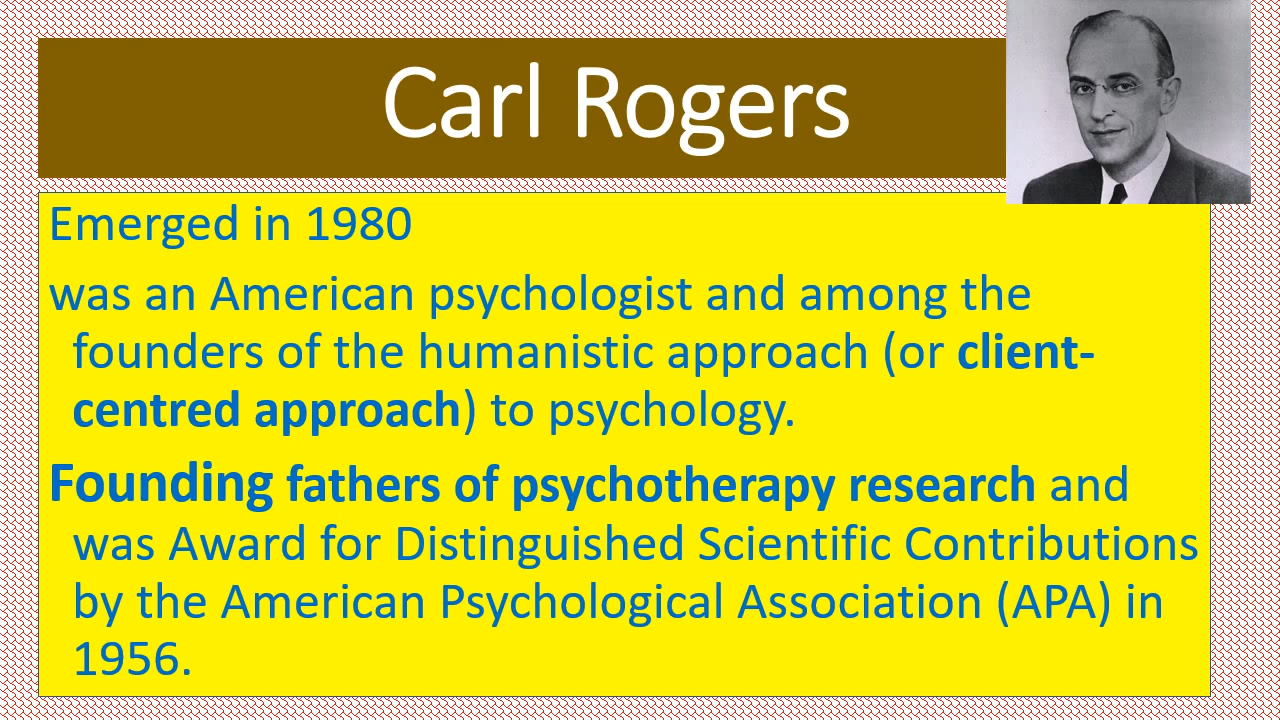 Carl Rogers
Emerged in 1980
was an American psychologist and among the
founders of the humanistic approach (or client-
centred approach) to psychology.
Founding fathers of psychotherapy research and
was Award for Distinguished Scientific Contributions
by the American Psychological Association (APA) in
1956.